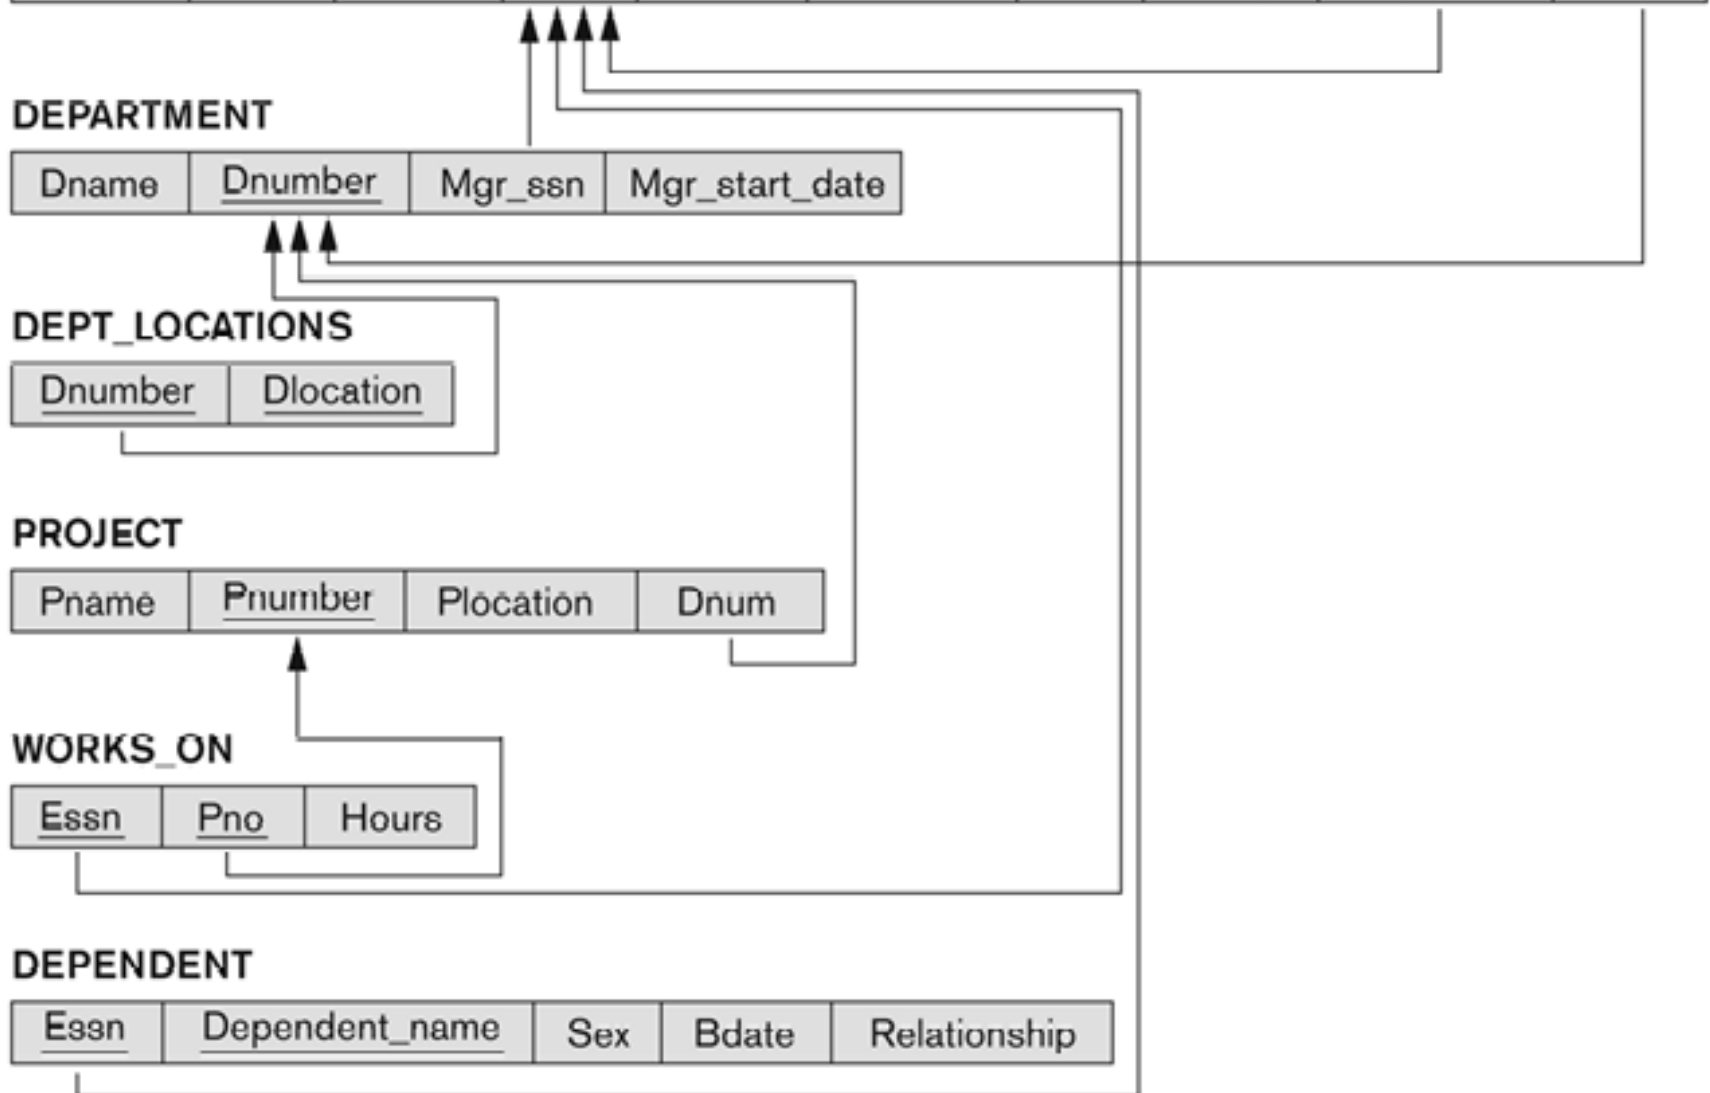 DEPARTMENT
Dname Dnumber Mgr_ssn Mgr_start_date
DEPT_LOCATIONS
Dnumber Dlocation
PROJECT
Pname Pnumber Plocation Dnum
WORKS_ON
Essn Pno Hours
DEPENDENT
Essn Dependent_name Sex Bdate Relationship